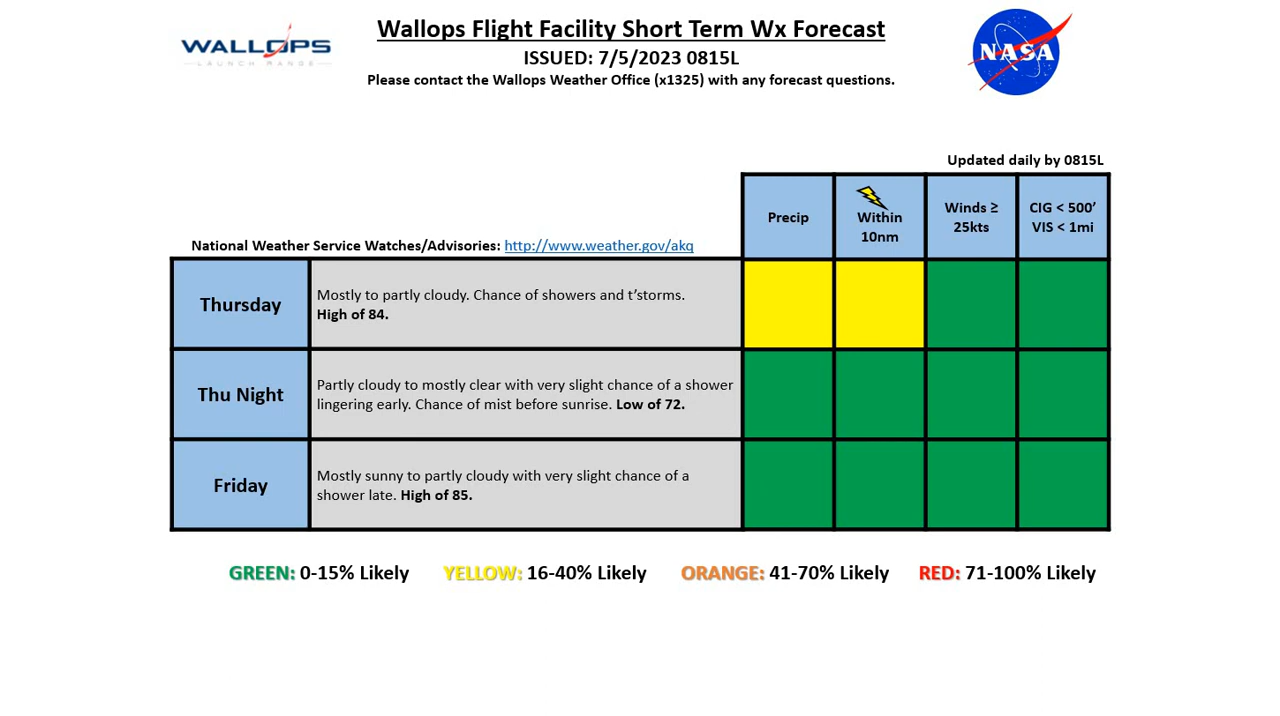 WALLOPS
LAUNCH RANGE
Wallops Flight Facility Short Term Wx Forecast
ISSUED: 7/5/2023 0815L
Please contact the Wallops Weather Office (x1325) with any forecast questions.
NASA
Updated daily by 0815L
National Weather Service Watches/Advisories: http://www.weather.gov/akq
Precip
Within
10nm
Winds ≥
25kts
CIG < 500’
VIS < 1mi
Thursday
Mostly to partly cloudy. Chance of showers and t’storms.
High of 84.
Thu Night
Partly cloudy to mostly clear with very slight chance of a shower
lingering early. Chance of mist before sunrise. Low of 72.
Friday
Mostly sunny to partly cloudy with very slight chance of a
shower late. High of 85.
GREEN: 0-15% Likely YELLOW: 16-40% Likely ORANGE: 41-70% Likely RED: 71-100% Likely